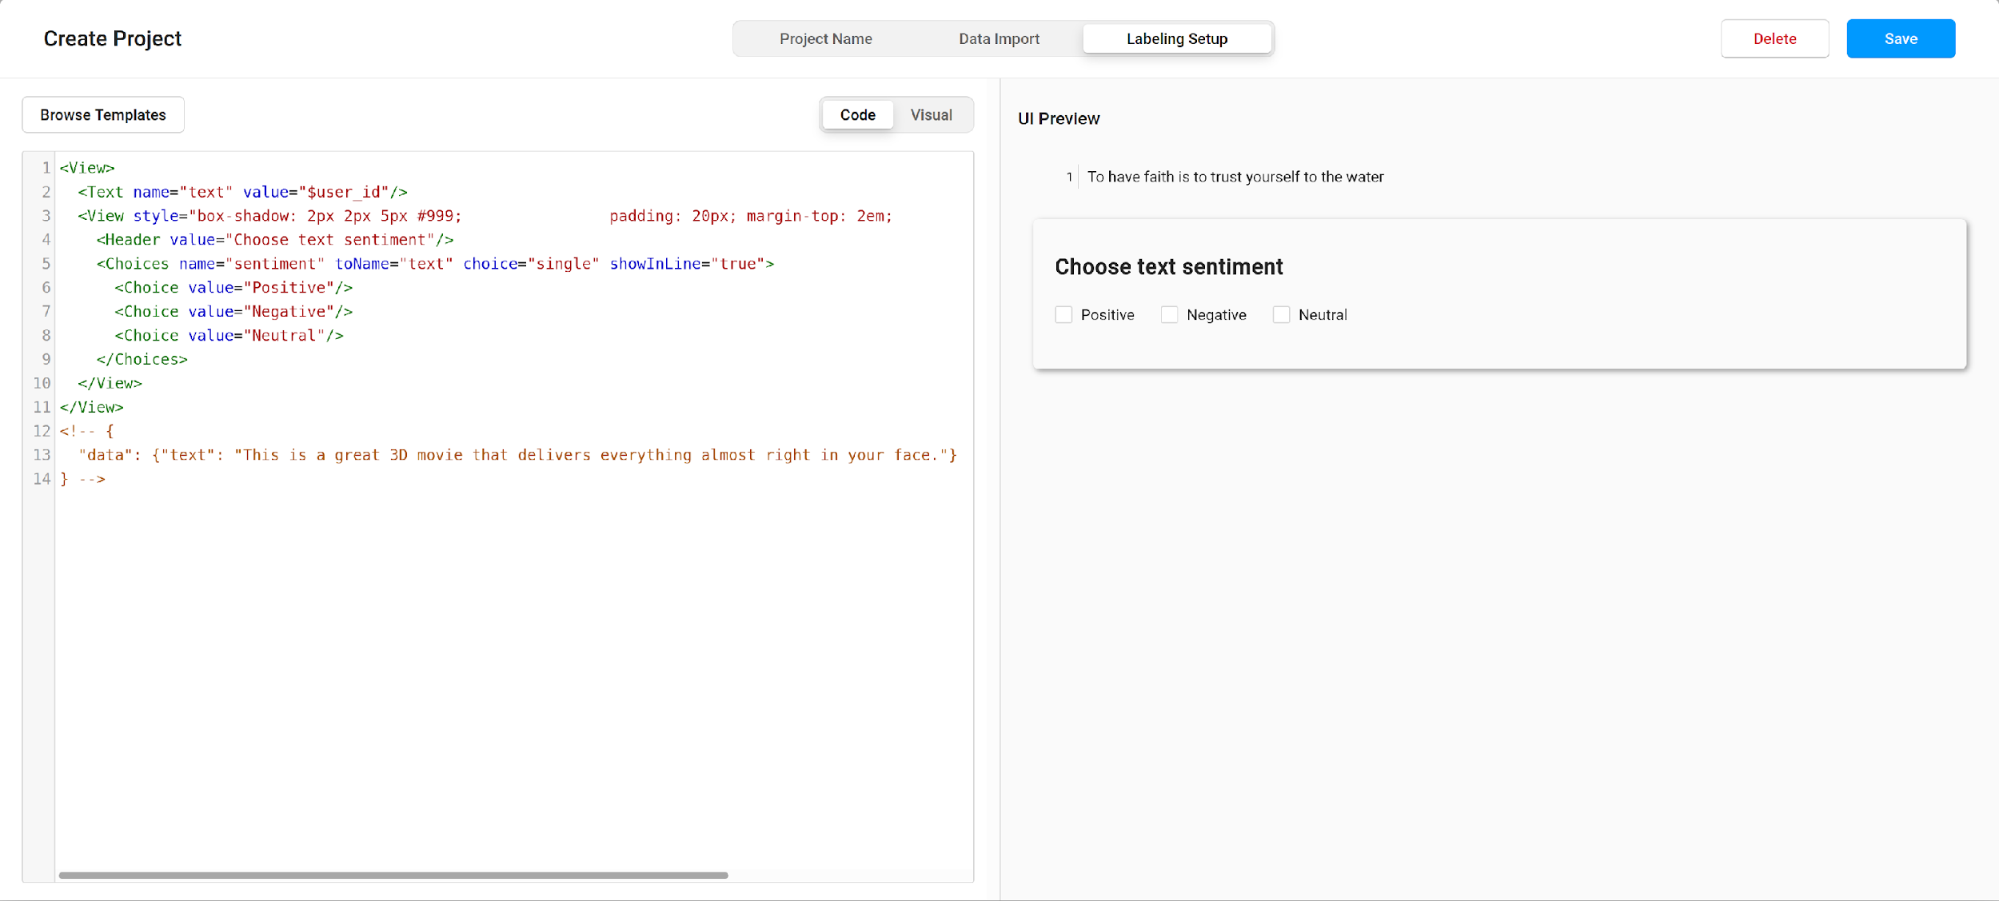 Create Project
Project Name
Data Import
Labeling Setup
Delete
Save
Browse Templates
Code
Visual
1 <View>
2   <Text name="text" value="$user_id"/>
3   <View style="box-shadow: 2px 2px 5px #999;                padding: 20px; margin-top: 2em;
4     <Header value="Choose text sentiment"/>
5     <Choices name="sentiment" toName="text" choice="single" showInLine="true">
6       <Choice value="Positive"/>
7       <Choice value="Negative"/>
8       <Choice value="Neutral"/>
9     </Choices>
10   </View>
11 </View>
12 <!-- {
13   "data": {"text": "This is a great 3D movie that delivers everything almost right in your face."}
14 } -->
UI Preview
1 To have faith is to trust yourself to the water
Choose text sentiment
Positive
Negative
Neutral